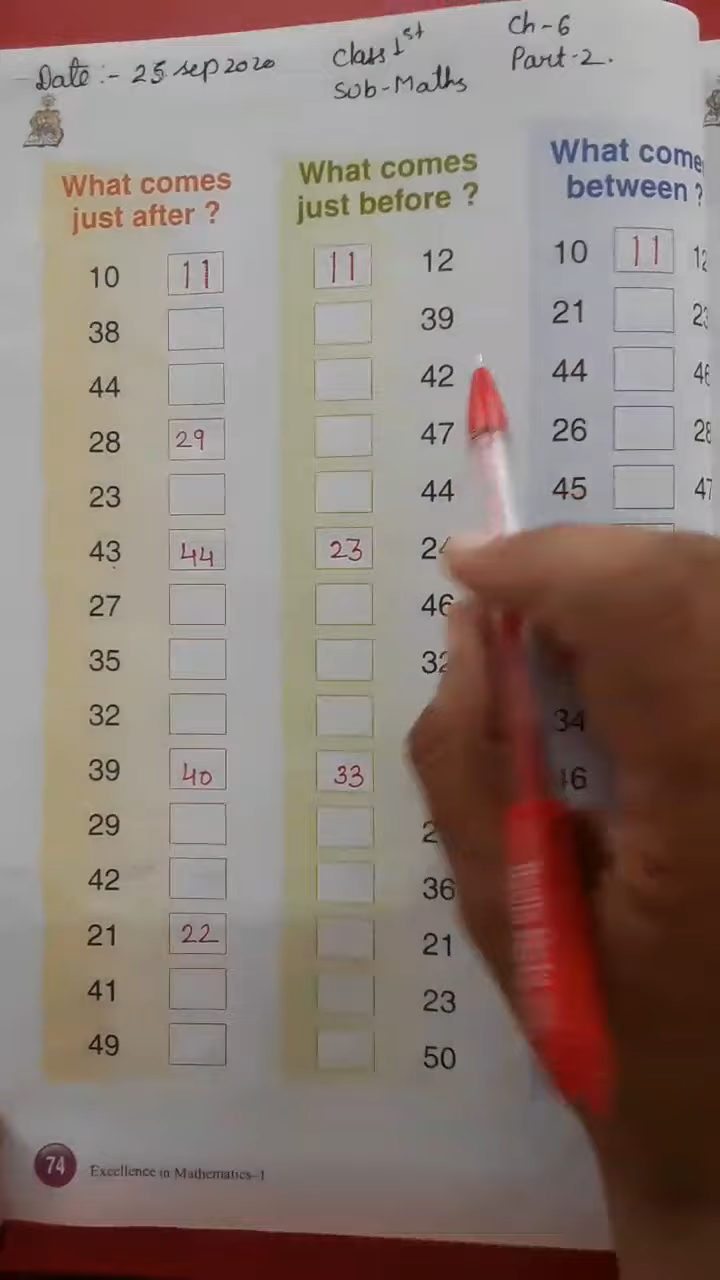 Date :- 25 sep 2020
Class 1st
Sub-Maths
Ch-6
Part-2.
What comes
just after ?
10 11
38
44
28 29
23
43 44
27
35
32
39 40
29
42
21 22
41
49
What comes
just before ?
11 12
39
42
47
44
23
46
32
33
36
21
23
50
What come
between ?
10 11
21
44
26 28
45
34
74 Excellence in Mathematics-1